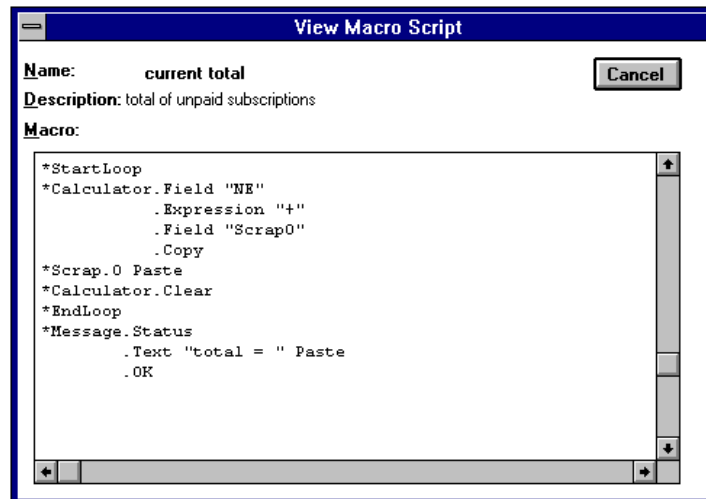 View Macro Script
Name: current total
Cancel
Description: total of unpaid subscriptions
Macro:
*StartLoop
*Calculator.Field "NE"
.Expression "+"
.Field "Scrap0"
.Copy
*Scrap.0 Paste
*Calculator.Clear
*EndLoop
*Message.Status
.Text "total = " Paste
.OK